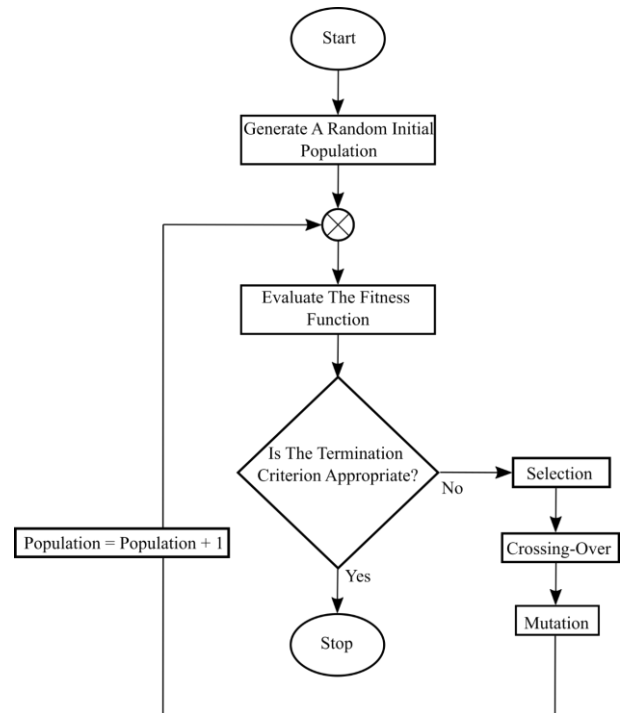 Start
Generate A Random Initial
Population
Evaluate The Fitness
Function
Is The Termination
Criterion Appropriate?
No
Selection
Crossing-Over
Population = Population + 1
Yes
Mutation
Stop